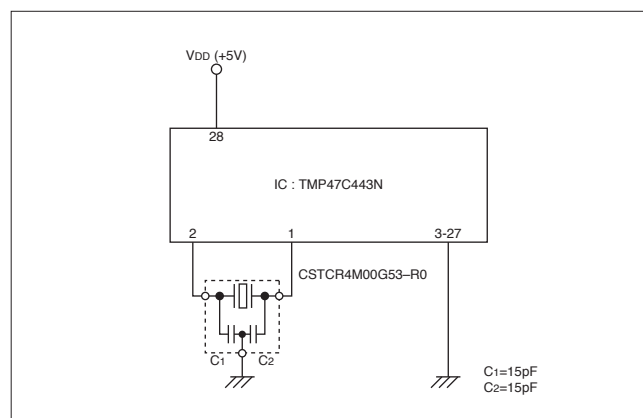 VDD (+5V)
28
IC : TMP47C443N
2 1 3-27
CSTCR4M00G53–R0
C1 C2
C1=15pF
C2=15pF